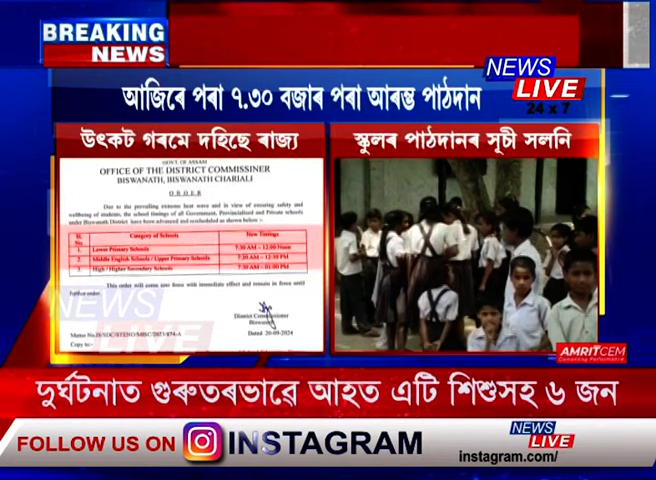 BREAKING
NEWS
NEWS
LIVE
24 x 7
আজিৰে পৰা ৭.৩০ বজাৰ পৰা আৰম্ভ পাঠদান
উৎকট গৰমে দহিছে ৰাজ্য
স্কুলৰ পাঠদানৰ সূচী সলনি
GOVT. OF ASSAM
OFFICE OF THE DISTRICT COMMISSINER
BISWANATH, BISWANATH CHARIALI
O R D E R
Due to the prevailing extreme heat wave and in view of ensuring safety and
wellbeing of students, the school timings of all Government, Provincialised and Private schools
under Biswanath District have been advanced and rescheduled as shown below -
Sl. No Category of Schools New Timings
1. Lower Primary Schools 7:30 AM – 12:00 Noon
2. Middle English Schools / Upper Primary Schools 7:30 AM – 12:30 PM
3. High / Higher Secondary Schools 7:30 AM – 01:00 PM
This order will come into force with immediate effect and remain in force until
further order.
District Commissioner
Biswanath
Dated 20-09-2024
Copy to:-
NEWS
LIVE
AMRITCEM
Cementing Performance
দুৰ্ঘটনাত গুৰুতৰভাৱে আহত এটি শিশুসহ ৬ জন
FOLLOW US ON INSTAGRAM
NEWS
LIVE
instagram.com/